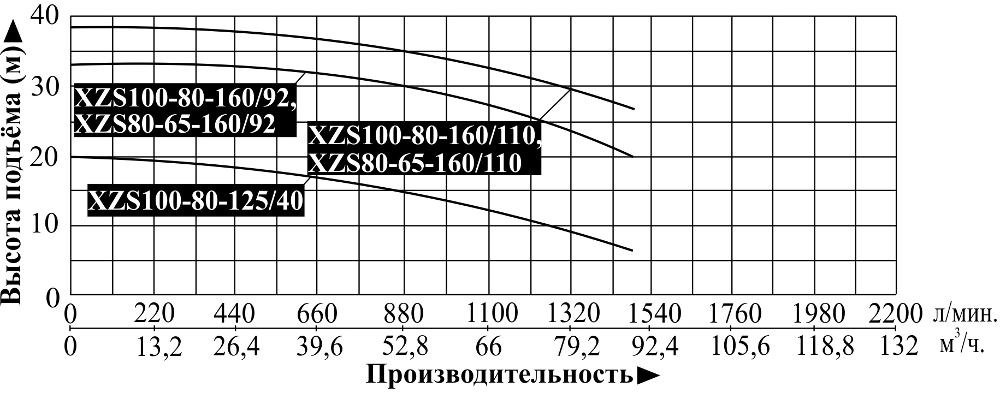 Высота подъёма (м)
40
30
20
10
0
XZS100-80-160/92,
XZS80-65-160/92
XZS100-80-160/110,
XZS80-65-160/110
XZS100-80-125/40
0 220 440 660 880 1100 1320 1540 1760 1980 2200 л/мин.
0 13,2 26,4 39,6 52,8 66 79,2 92,4 105,6 118,8 132 м³/ч.
Производительность